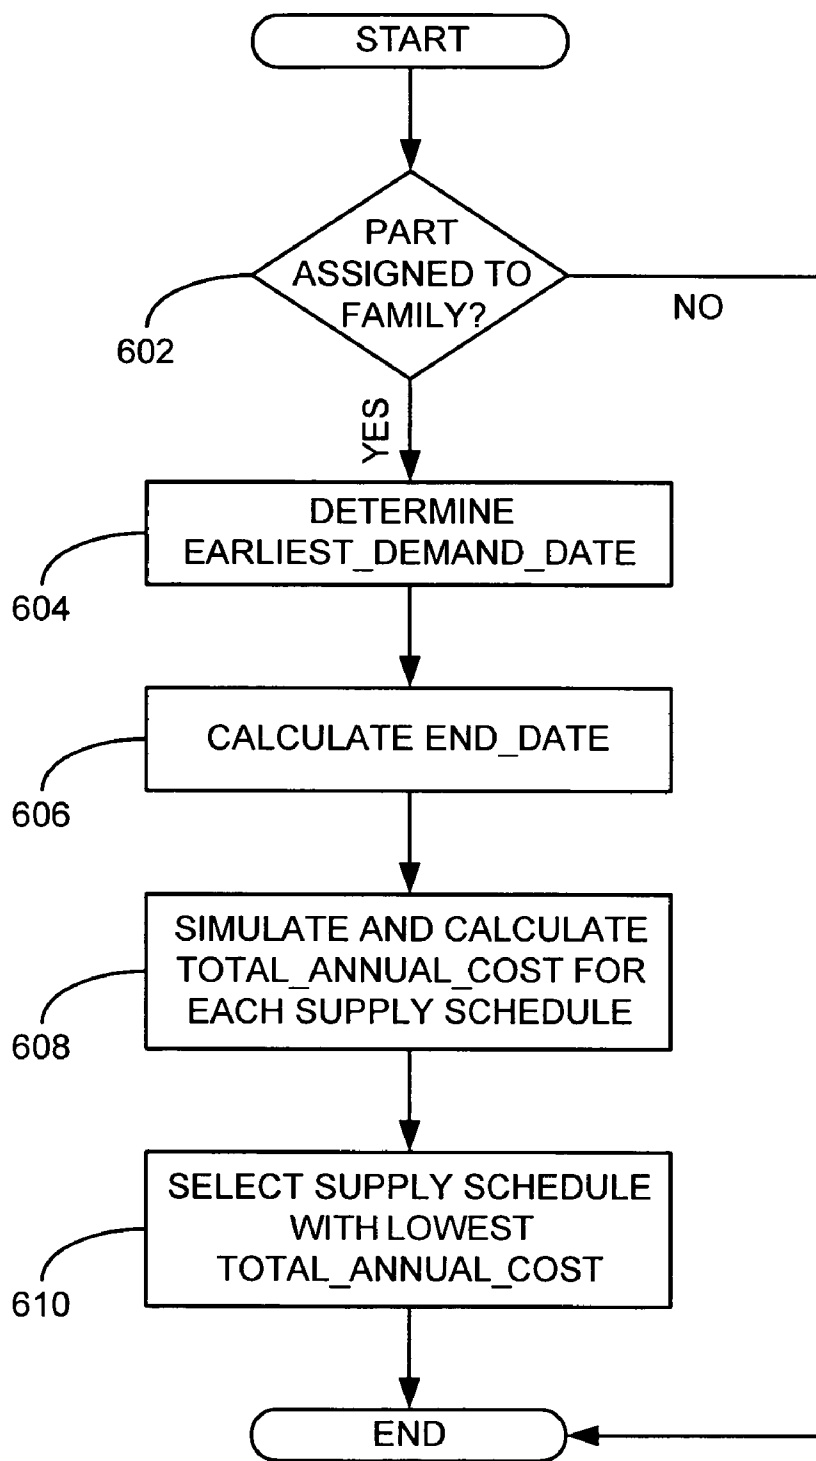 START
PART
ASSIGNED TO
FAMILY?
602
NO
YES
DETERMINE
EARLIEST_DEMAND_DATE
604
CALCULATE END_DATE
606
SIMULATE AND CALCULATE
TOTAL_ANNUAL_COST FOR
EACH SUPPLY SCHEDULE
608
SELECT SUPPLY SCHEDULE
WITH LOWEST
TOTAL_ANNUAL_COST
610
END